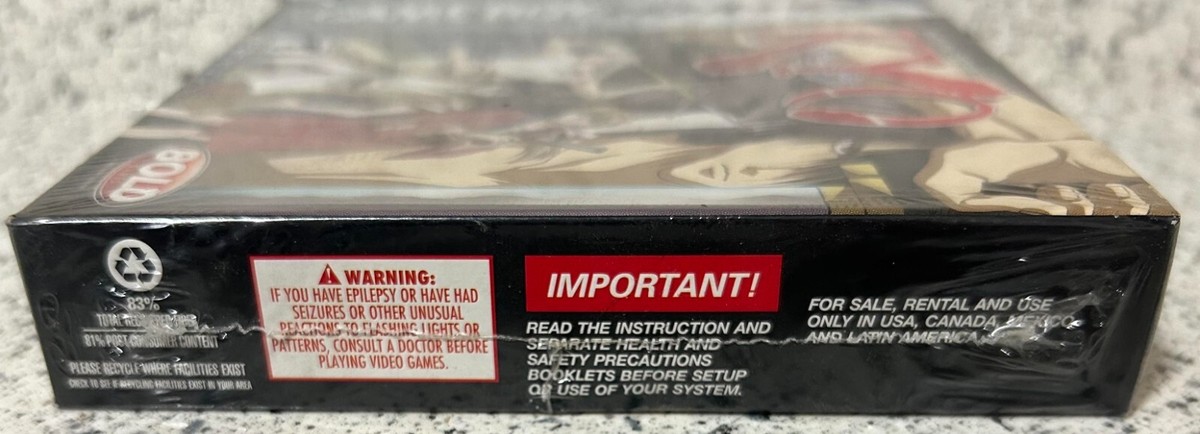 GTOB
83%
TOTAL RECYCLED FIBER
81% POST-CONSUMER CONTENT
PLEASE RECYCLE WHERE FACILITIES EXIST
CHECK TO SEE IF RECYCLING FACILITIES EXIST IN YOUR AREA
WARNING:
IF YOU HAVE EPILEPSY OR HAVE HAD
SEIZURES OR OTHER UNUSUAL
REACTIONS TO FLASHING LIGHTS OR
PATTERNS, CONSULT A DOCTOR BEFORE
PLAYING VIDEO GAMES.
IMPORTANT!
READ THE INSTRUCTION AND
SEPARATE HEALTH AND
SAFETY PRECAUTIONS
BOOKLETS BEFORE SETUP
OR USE OF YOUR SYSTEM.
FOR SALE, RENTAL AND USE
ONLY IN USA, CANADA, MEXICO
AND LATIN AMERICA.